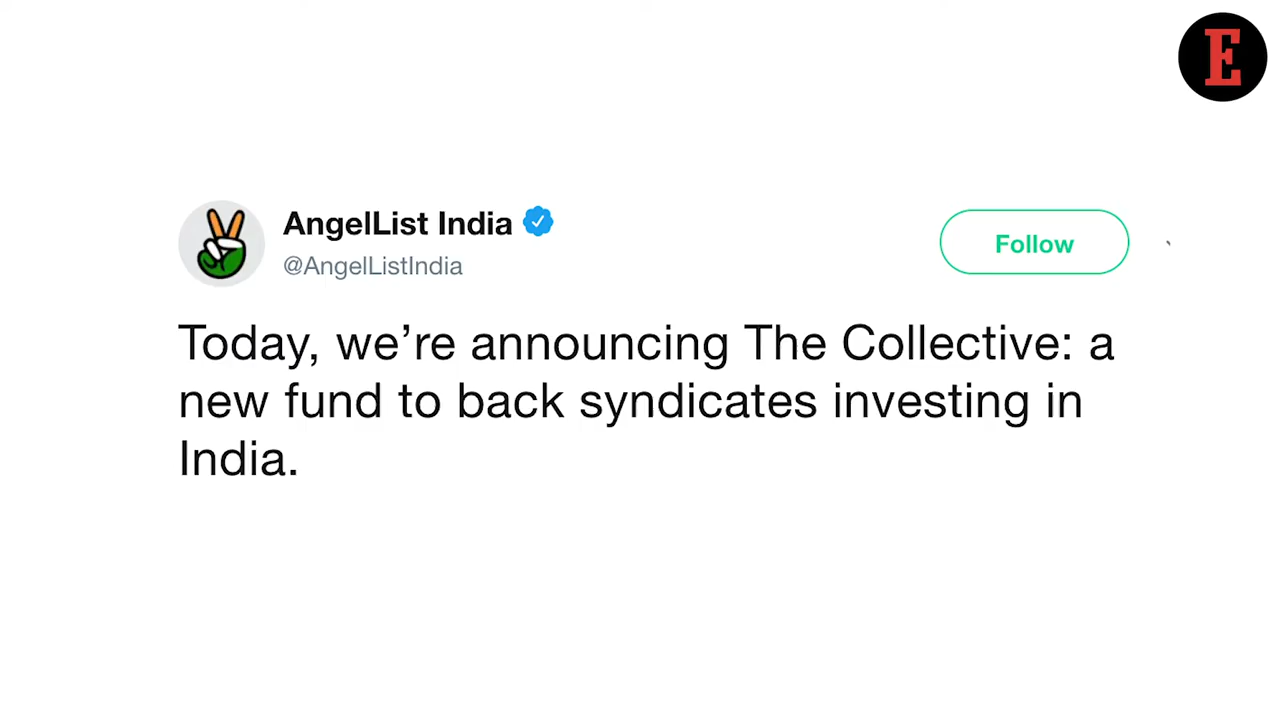 E
AngelList India
@AngelListIndia
Follow
Today, we’re announcing The Collective: a
new fund to back syndicates investing in
India.